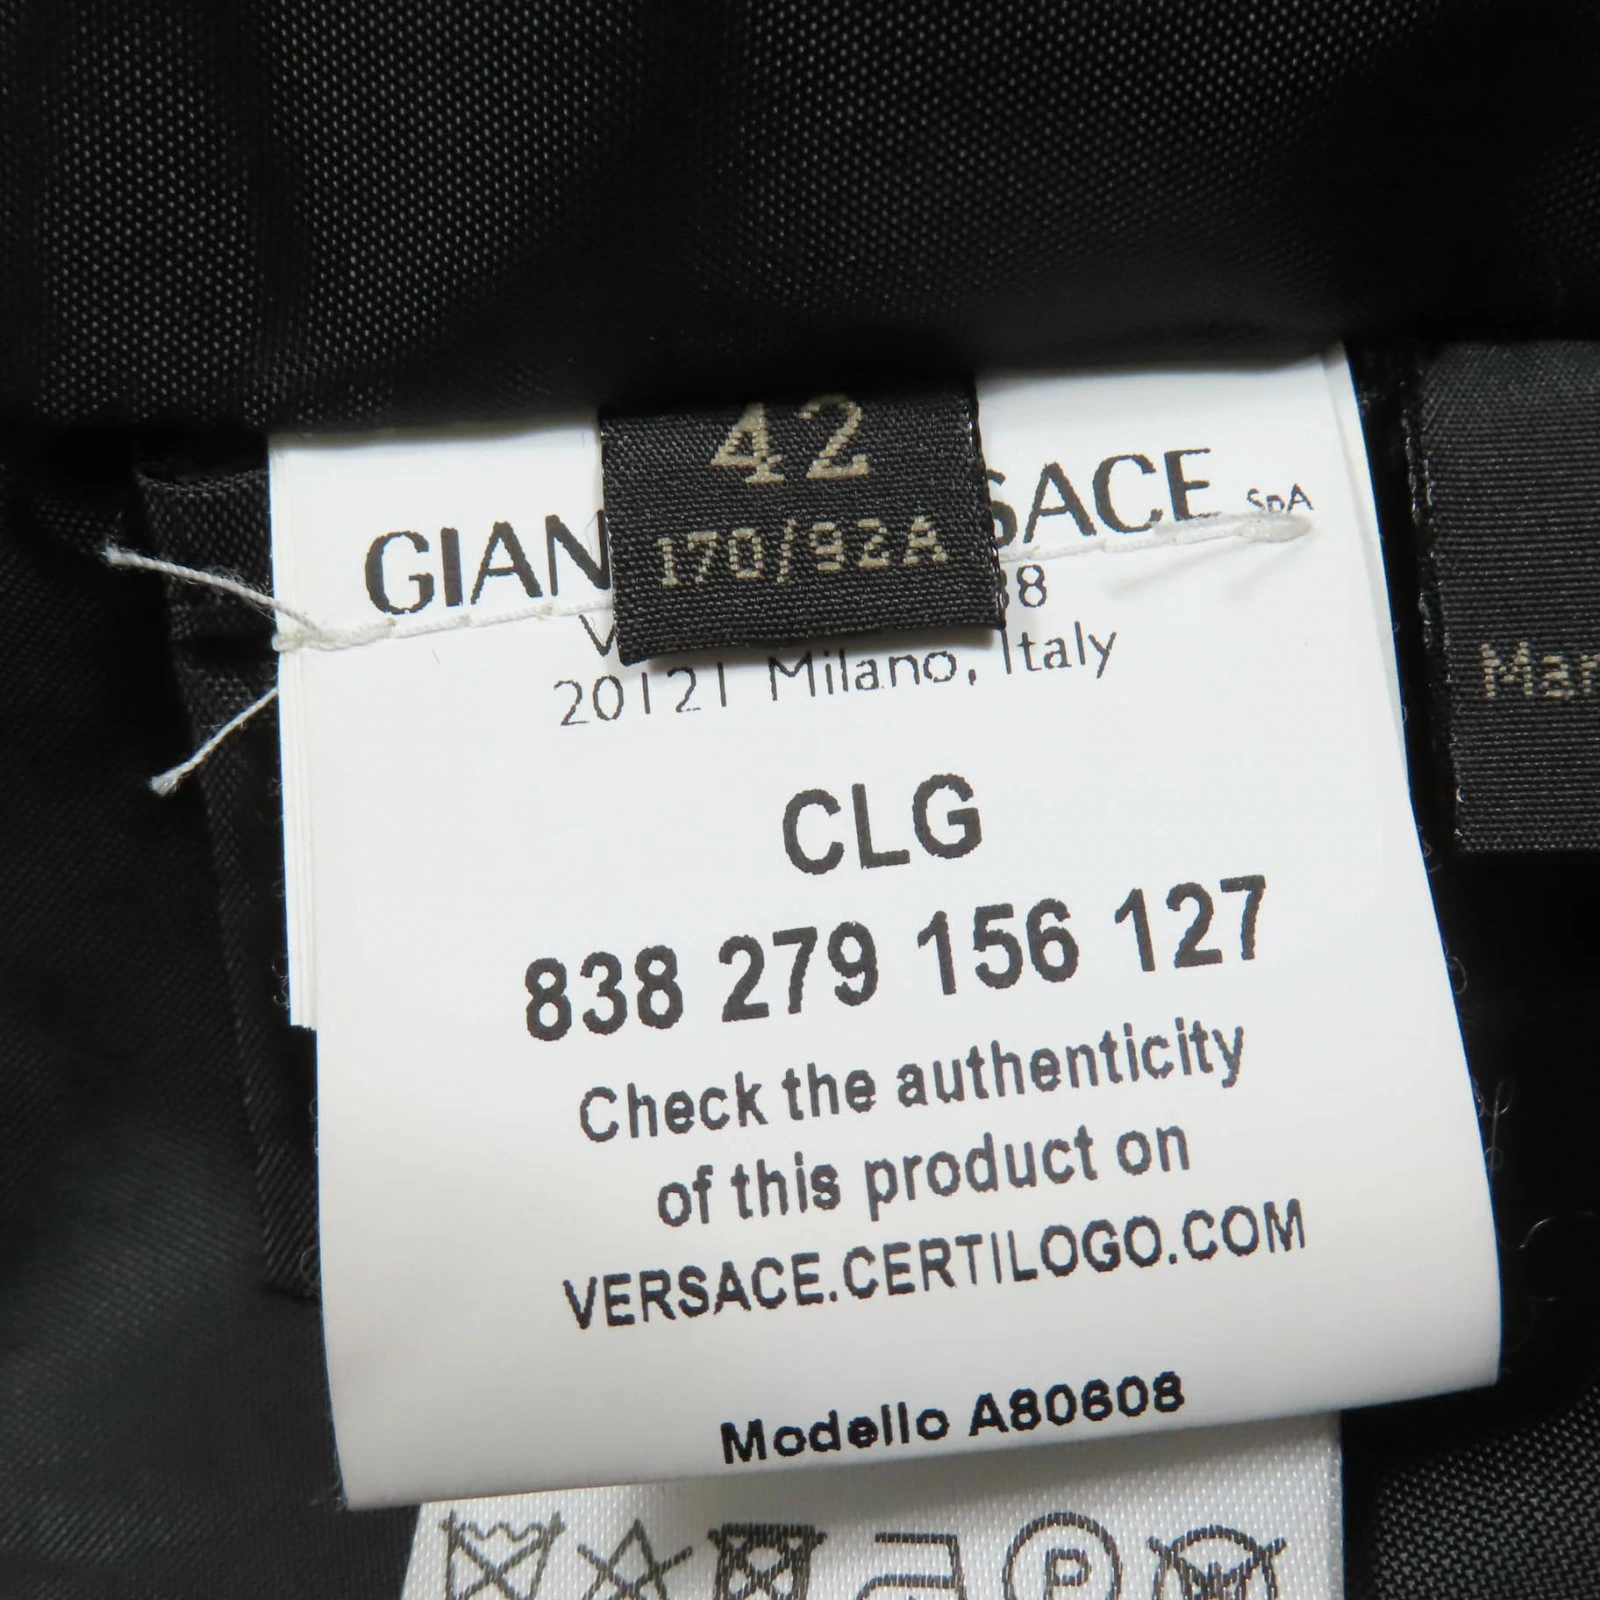 42
170/92A
GIAN
SACE SpA
20121 Milano, Italy
CLG
838 279 156 127
Check the authenticity
of this product on
VERSACE.CERTILOGO.COM
Modello A80608
P